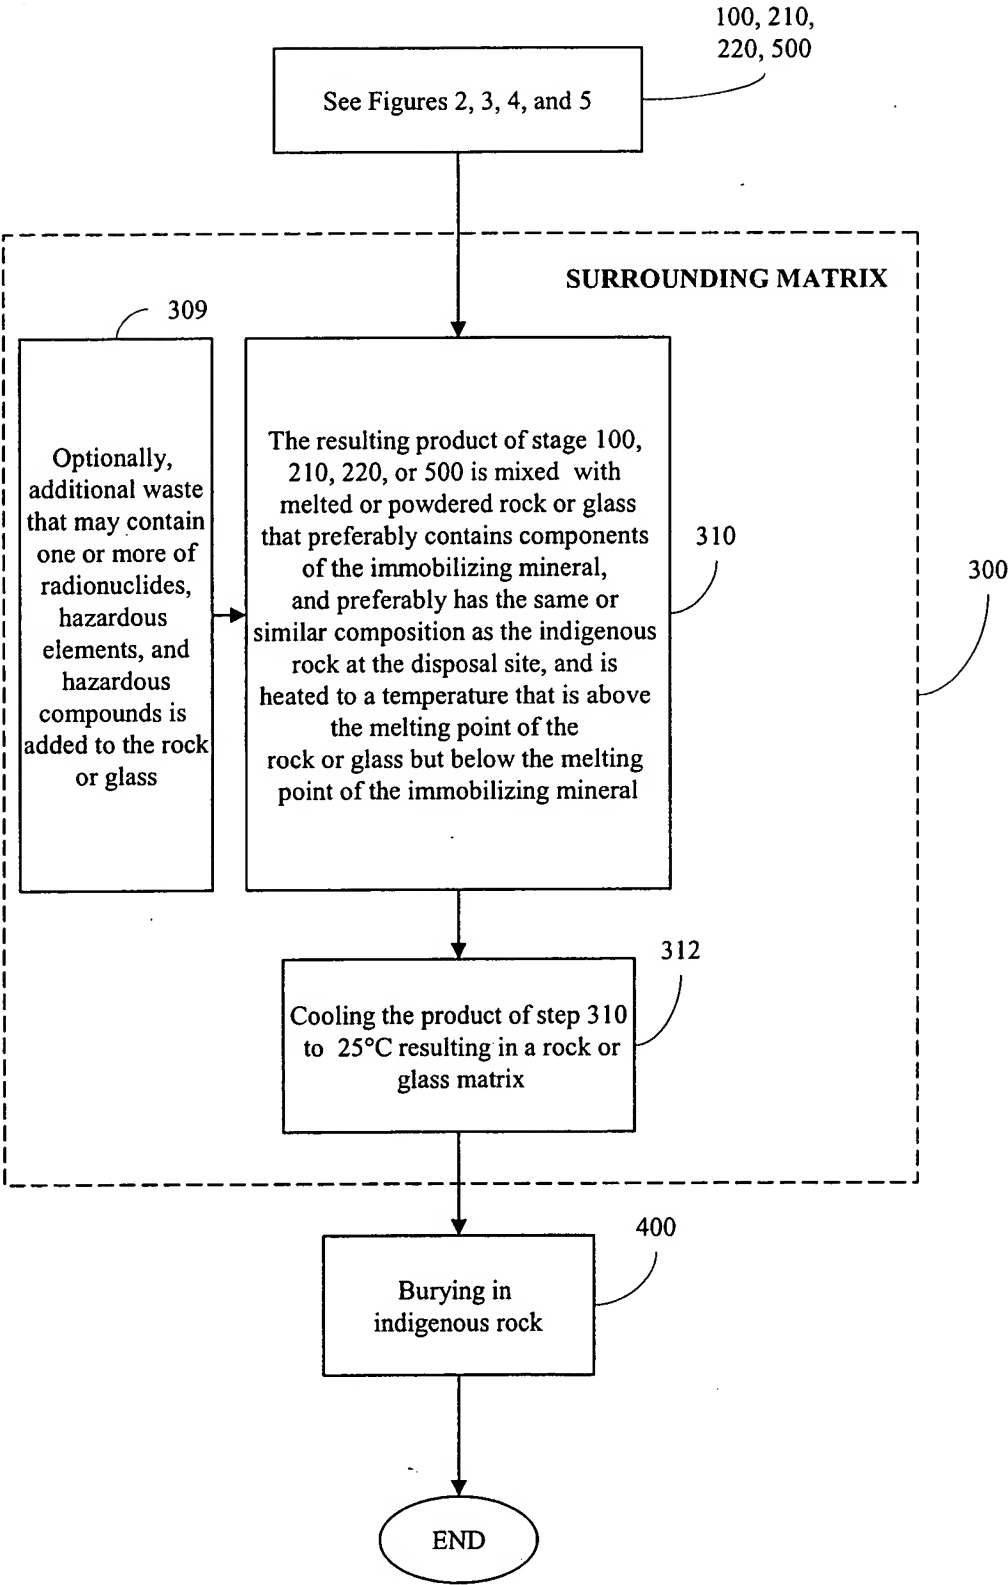 100, 210,
220, 500
See Figures 2, 3, 4, and 5
SURROUNDING MATRIX
309
Optionally,
additional waste
that may contain
one or more of
radionuclides,
hazardous
elements, and
hazardous
compounds is
added to the rock
or glass
The resulting product of stage 100,
210, 220, or 500 is mixed with
melted or powdered rock or glass
that preferably contains components
of the immobilizing mineral,
and preferably has the same or
similar composition as the indigenous
rock at the disposal site, and is
heated to a temperature that is above
the melting point of the
rock or glass but below the melting
point of the immobilizing mineral
310
300
312
Cooling the product of step 310
to 25°C resulting in a rock or
glass matrix
400
Burying in
indigenous rock
END